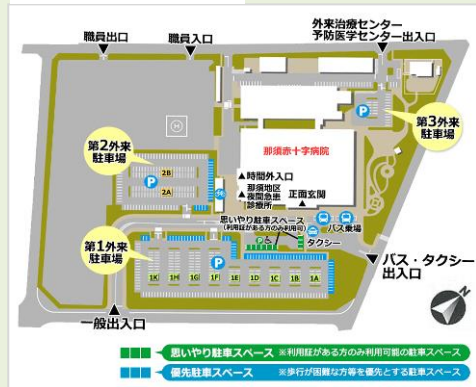 職員出口
職員入口
外来治療センター
予防医学センター出入口
H
P
第3外来
駐車場
第2外来
駐車場
2B
P
2A
那須赤十字病院
▲時間外入口
▲那須地区
夜間急患
診療所
正面玄関
▲
思いやり駐車スペース
(利用証がある方のみ利用可)
バス乗場
タクシー
第1外来
駐車場
P
1K
1H
1G
1F
1E
1D
1C
1B
1A
バス・タクシー
出入口
一般出入口
思いやり駐車スペース ※利用証がある方のみ利用可能の駐車スペース
優先駐車スペース ※歩行が困難な方等を優先とする駐車スペース